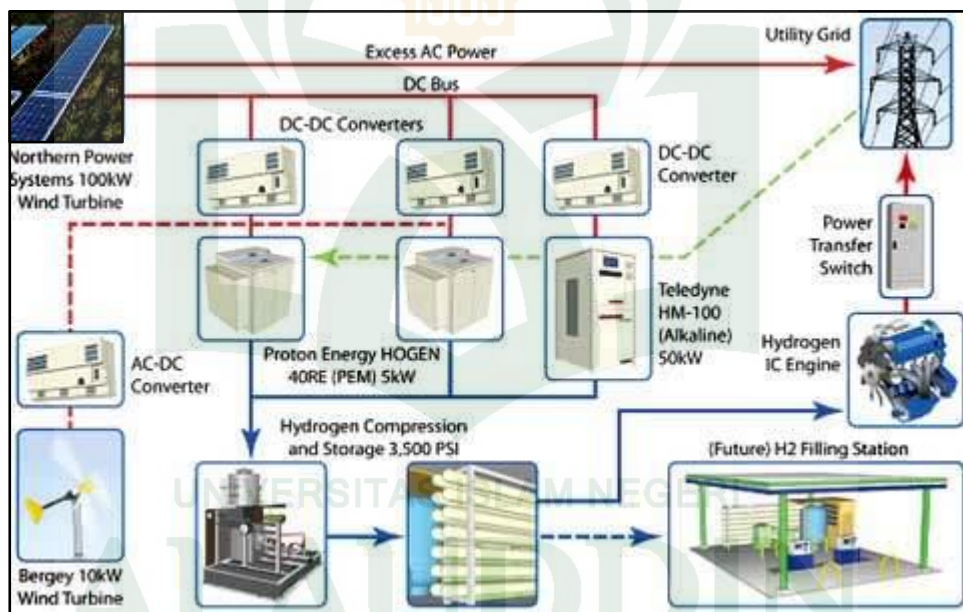 Excess AC Power
Utility Grid
DC Bus
DC-DC Converters
DC-DC
Converter
Northern Power
Systems 100kW
Wind Turbine
Power
Transfer
Switch
Teledyne
HM-100
(Alkaline)
50kW
AC-DC
Converter
Proton Energy HOGEN
40RE (PEM) 5kW
Hydrogen
IC Engine
Hydrogen Compression
and Storage 3,500 PSI
(Future) H2 Filling Station
UNIVERSITAS ISLAM NEGERI
ALAUDDIN
Bergey 10kW
Wind Turbine